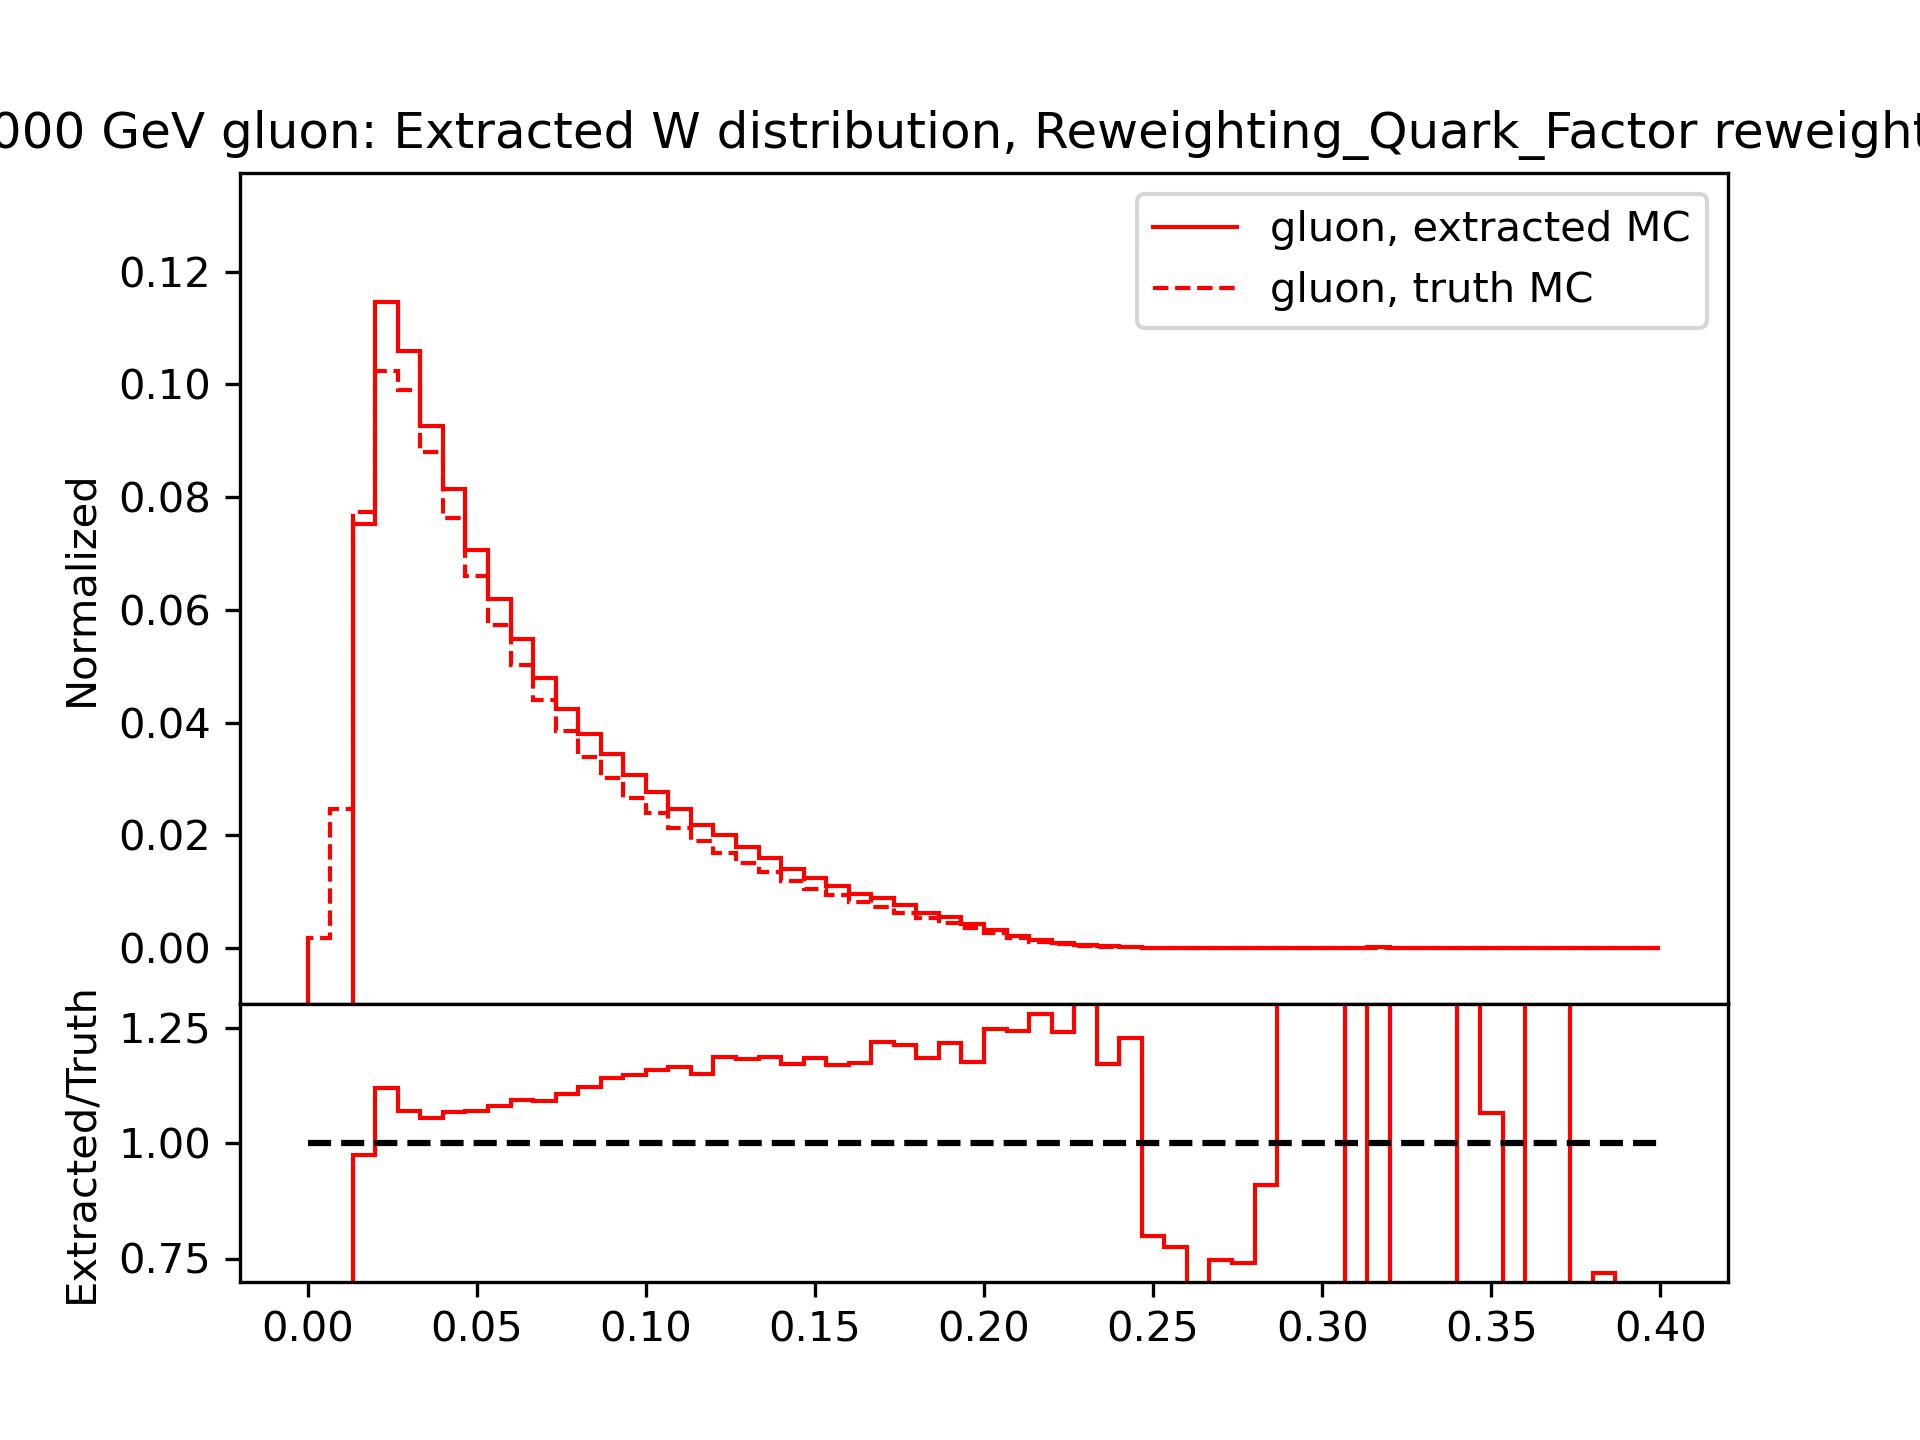 000 GeV gluon: Extracted W distribution, Reweighting_Quark_Factor reweight
gluon, extracted MC
gluon, truth MC
Normalized
0.12
0.10
0.08
0.06
0.04
0.02
0.00
Extracted/Truth
1.25
1.00
0.75
0.00 0.05 0.10 0.15 0.20 0.25 0.30 0.35 0.40